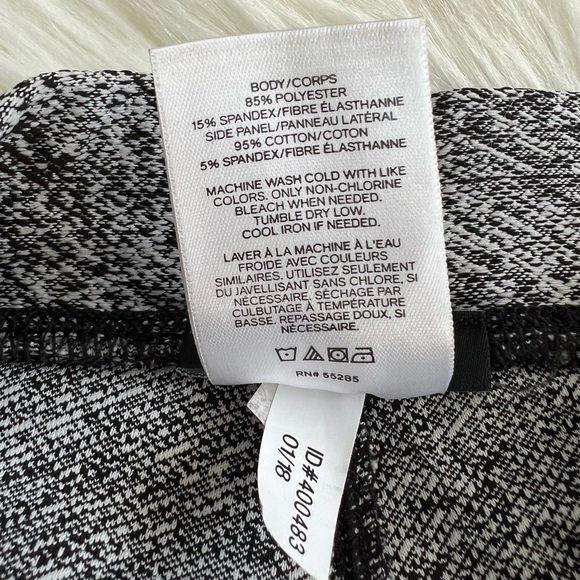 BODY/CORPS
85% POLYESTER
15% SPANDEX/FIBRE ÉLASTHANNE
SIDE PANEL/PANNEAU LATÉRAL
95% COTTON/COTON
5% SPANDEX/FIBRE ÉLASTHANNE
MACHINE WASH COLD WITH LIKE
COLORS. ONLY NON-CHLORINE
BLEACH WHEN NEEDED.
TUMBLE DRY LOW.
COOL IRON IF NEEDED.
LAVER À LA MACHINE À L'EAU
FROIDE AVEC COULEURS
SIMILAIRES. UTILISEZ SEULEMENT
DU JAVELLISANT SANS CHLORE, SI
NÉCESSAIRE. SÉCHAGE PAR
CULBUTAGE À TEMPÉRATURE
BASSE. REPASSAGE DOUX, SI
NÉCESSAIRE.
RN# 55285
ID#400483
01/18